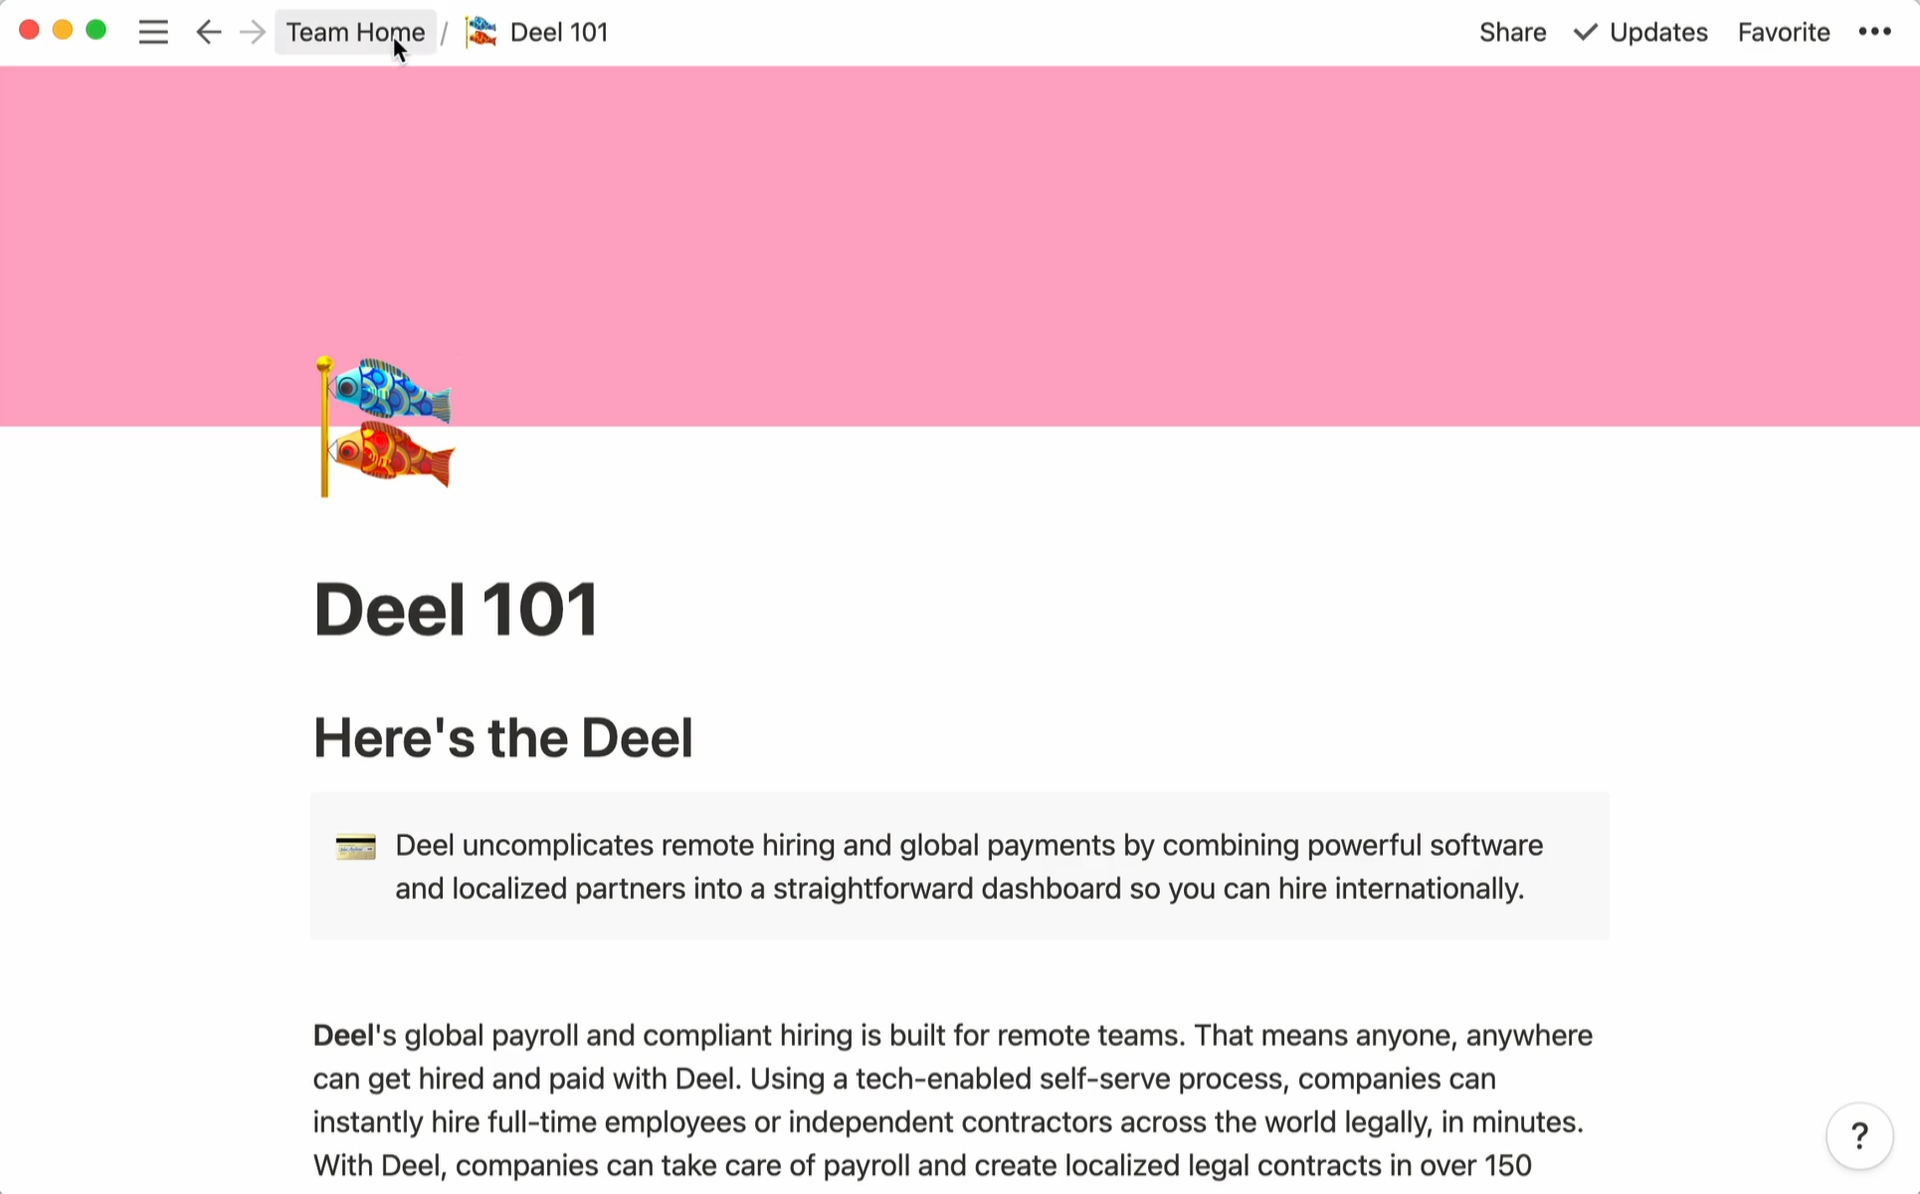 Team Home / Deel 101
Share Updates Favorite
Deel 101
Here's the Deel
Deel uncomplicates remote hiring and global payments by combining powerful software
and localized partners into a straightforward dashboard so you can hire internationally.
Deel's global payroll and compliant hiring is built for remote teams. That means anyone, anywhere
can get hired and paid with Deel. Using a tech-enabled self-serve process, companies can
instantly hire full-time employees or independent contractors across the world legally, in minutes.
With Deel, companies can take care of payroll and create localized legal contracts in over 150
?